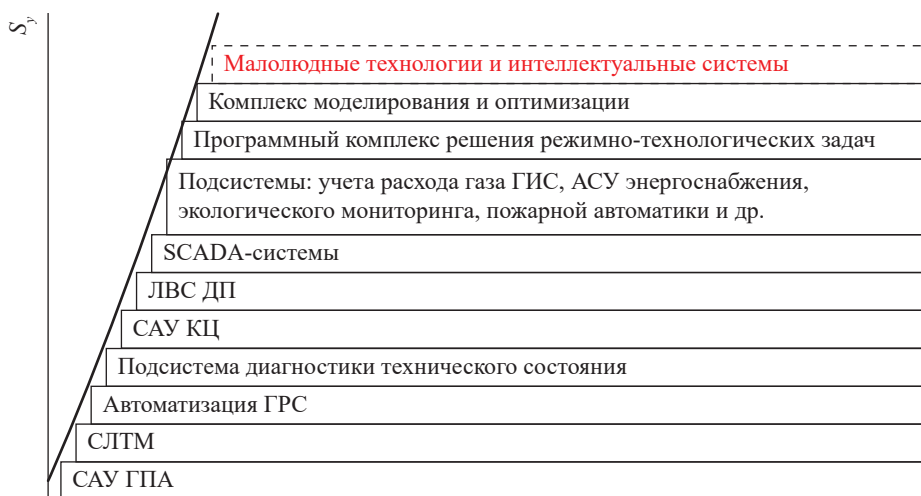 S_y
Малолюдные технологии и интеллектуальные системы
Комплекс моделирования и оптимизации
Программный комплекс решения режимно-технологических задач
Подсистемы: учета расхода газа ГИС, АСУ энергоснабжения,
экологического мониторинга, пожарной автоматики и др.
SCADA-системы
ЛВС ДП
САУ КЦ
Подсистема диагностики технического состояния
Автоматизация ГРС
СЛТМ
САУ ГПА